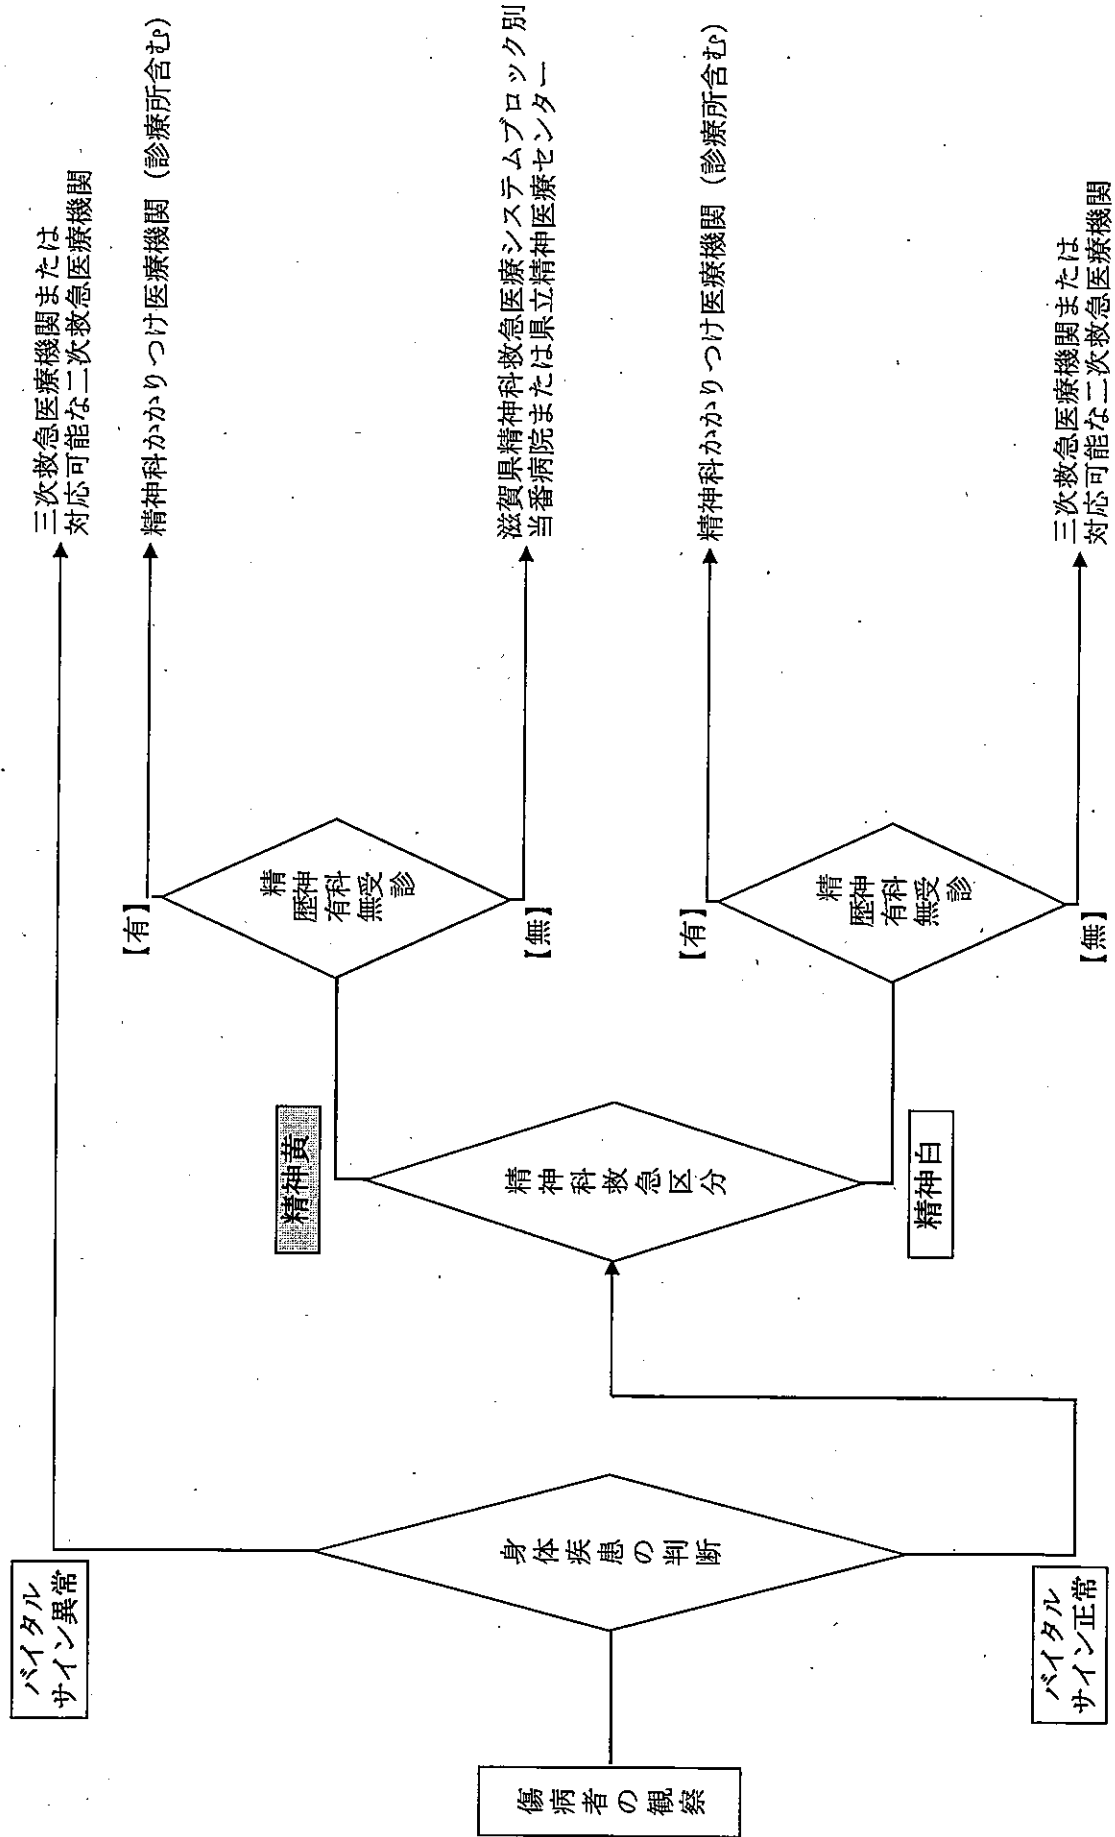 傷病者の観察
バイタル
サイン異常
身体疾患の判断
バイタル
サイン正常
精神黄
精神科救急区分
精神白
【有】
精神科受診
歴有無
【無】
【有】
精神科受診
歴有無
【無】
三次救急医療機関または
対応可能な二次救急医療機関
精神科かかりつけ医療機関（診療所含む）
滋賀県精神科救急医療システムブロック別
当番病院または県立精神医療センター
精神科かかりつけ医療機関（診療所含む）
三次救急医療機関または
対応可能な二次救急医療機関